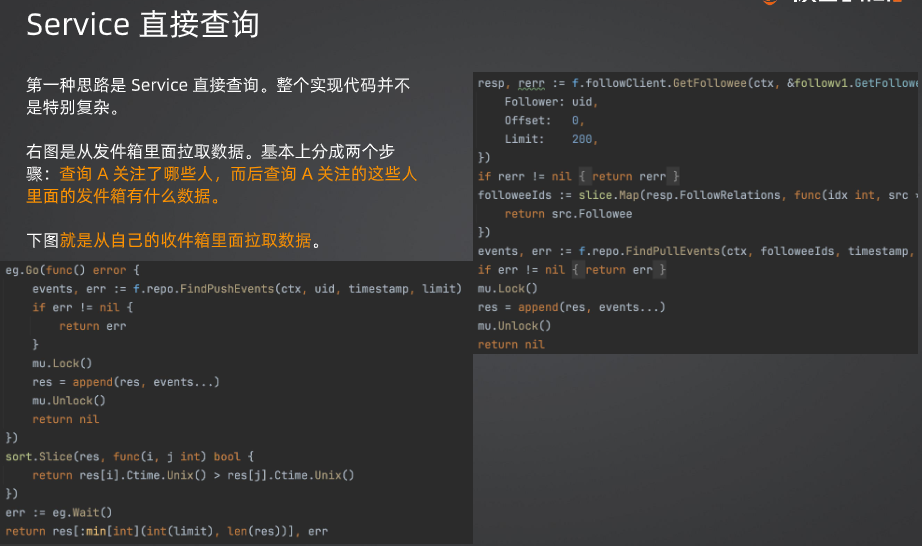 Service 直接查询
第一种思路是 Service 直接查询。整个实现代码并不
是特别复杂。
右图是从发件箱里面拉取数据。基本上分成两个步
骤：查询 A 关注了哪些人，而后查询 A 关注的这些人
里面的发件箱有什么数据。
下图就是从自己的收件箱里面拉取数据。
eg.Go(func() error {
    events, err := f.repo.FindPushEvents(ctx, uid, timestamp, limit)
    if err != nil {
        return err
    }
    mu.Lock()
    res = append(res, events...)
    mu.Unlock()
    return nil
})
sort.Slice(res, func(i, j int) bool {
    return res[i].Ctime.Unix() > res[j].Ctime.Unix()
})
err := eg.Wait()
return res[:min[int](int(limit), len(res))], err
resp, rerr := f.followClient.GetFollowee(ctx, &followv1.GetFollowe
    Follower: uid,
    Offset:   0,
    Limit:    200,
})
if rerr != nil { return rerr }
followeeIds := slice.Map(resp.FollowRelations, func(idx int, src
    return src.Followee
})
events, err := f.repo.FindPullEvents(ctx, followeeIds, timestamp,
if err != nil { return err }
mu.Lock()
res = append(res, events...)
mu.Unlock()
return nil